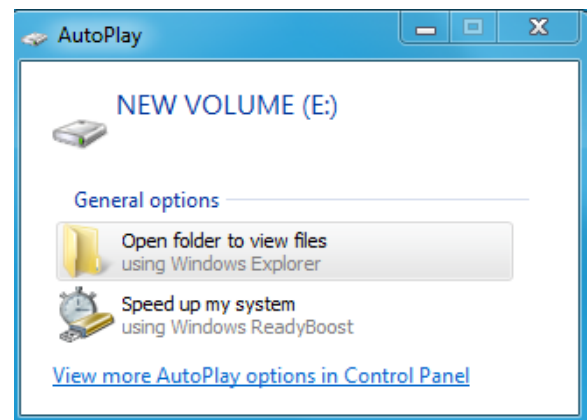 AutoPlay
NEW VOLUME (E:)
General options
Open folder to view files
using Windows Explorer
Speed up my system
using Windows ReadyBoost
View more AutoPlay options in Control Panel